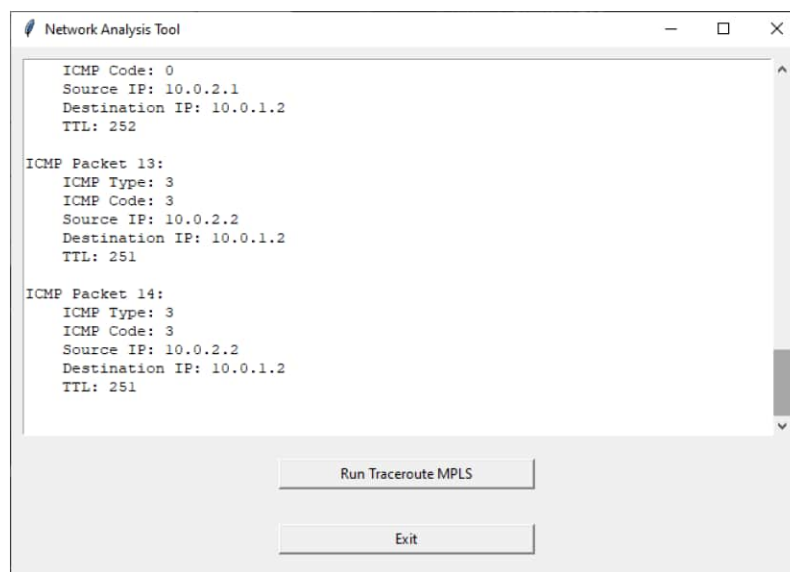 Network Analysis Tool
ICMP Code: 0
Source IP: 10.0.2.1
Destination IP: 10.0.1.2
TTL: 252
ICMP Packet 13:
ICMP Type: 3
ICMP Code: 3
Source IP: 10.0.2.2
Destination IP: 10.0.1.2
TTL: 251
ICMP Packet 14:
ICMP Type: 3
ICMP Code: 3
Source IP: 10.0.2.2
Destination IP: 10.0.1.2
TTL: 251
Run Traceroute MPLS
Exit